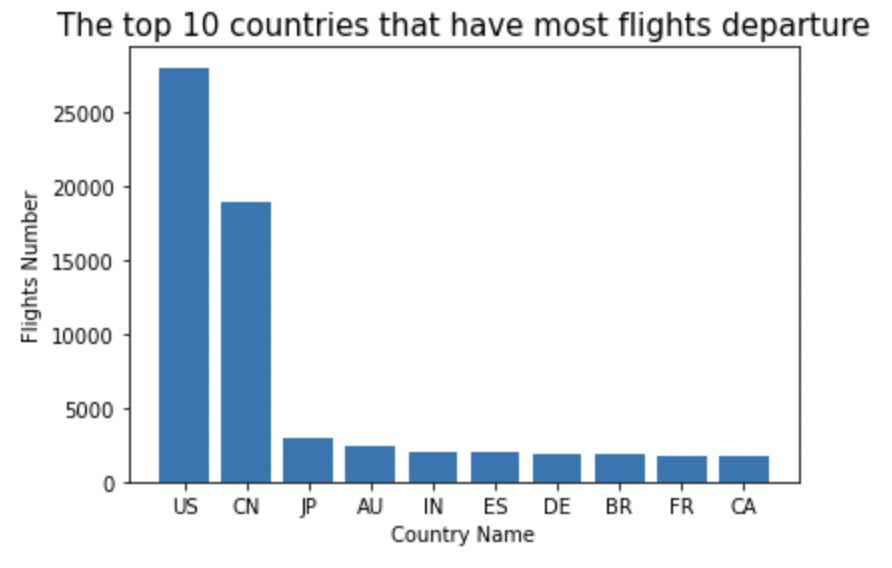 The top 10 countries that have most flights departure
25000
20000
15000
10000
5000
0
Flights Number
US CN JP AU IN ES DE BR FR CA
Country Name